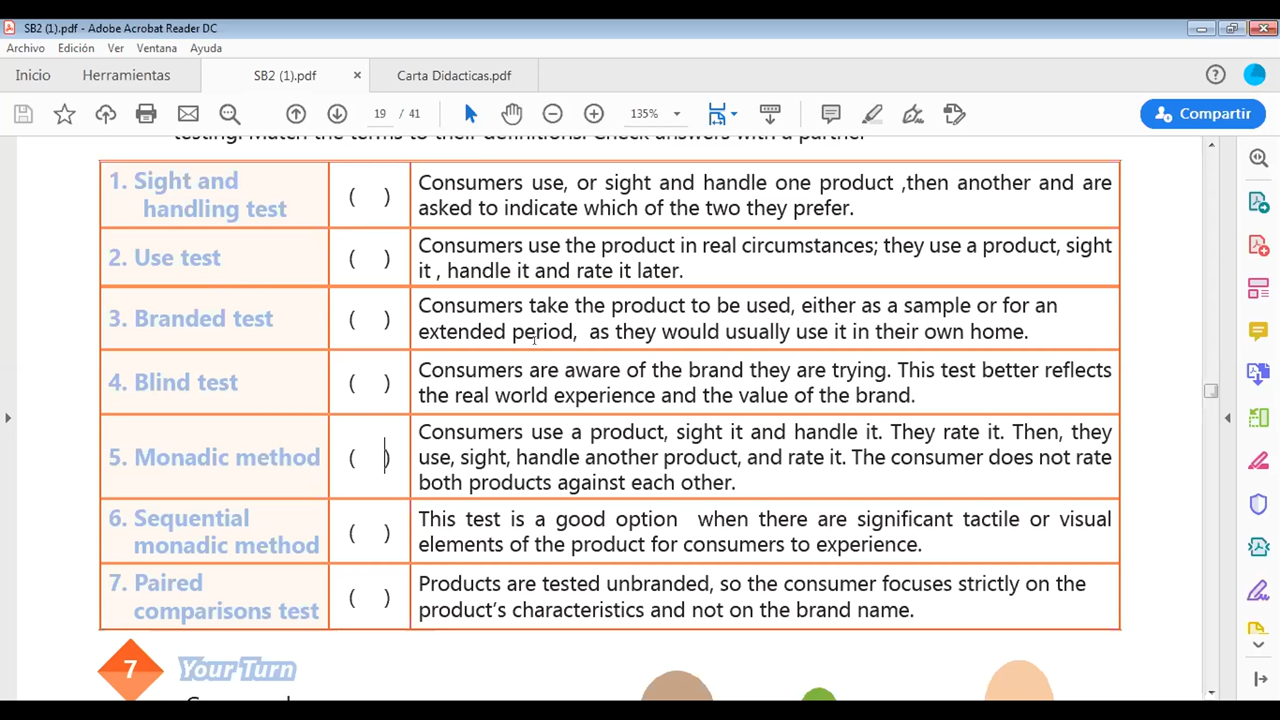 SB2 (1).pdf - Adobe Acrobat Reader DC
Archivo Edición Ver Ventana Ayuda
Inicio Herramientas SB2 (1).pdf × Carta Didacticas.pdf
19 / 41 135% Compartir
testing. Match the terms to their definitions. Check answers with a partner
1. Sight and
handling test
( )
Consumers use, or sight and handle one product ,then another and are
asked to indicate which of the two they prefer.
2. Use test
( )
Consumers use the product in real circumstances; they use a product, sight
it , handle it and rate it later.
3. Branded test
( )
Consumers take the product to be used, either as a sample or for an
extended period, as they would usually use it in their own home.
4. Blind test
( )
Consumers are aware of the brand they are trying. This test better reflects
the real world experience and the value of the brand.
5. Monadic method
( )
Consumers use a product, sight it and handle it. They rate it. Then, they
use, sight, handle another product, and rate it. The consumer does not rate
both products against each other.
6. Sequential
monadic method
( )
This test is a good option when there are significant tactile or visual
elements of the product for consumers to experience.
7. Paired
comparisons test
( )
Products are tested unbranded, so the consumer focuses strictly on the
product's characteristics and not on the brand name.
7 Your Turn